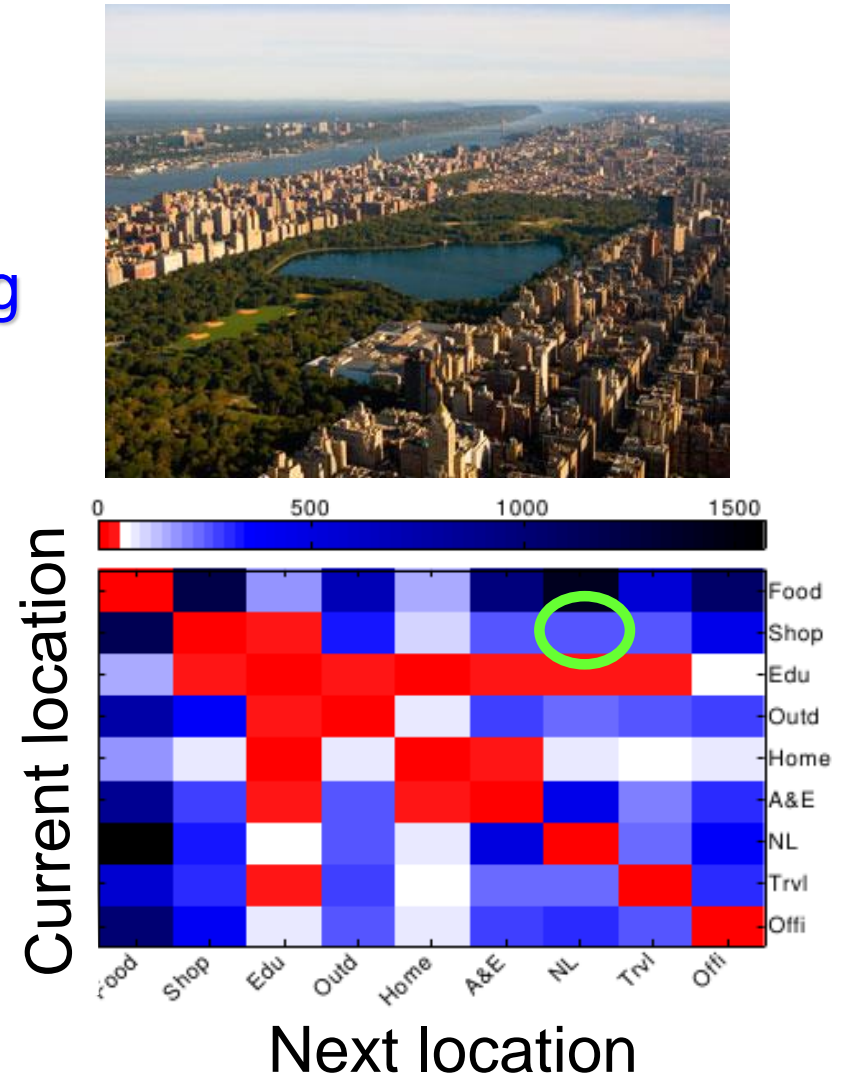 g
0 500 1000 1500
Current location
Food
Shop
Edu
Outd
Home
A&E
NL
Trvl
Offi
Shop Edu Outd Home A&E NL Trvl Offi
Next location